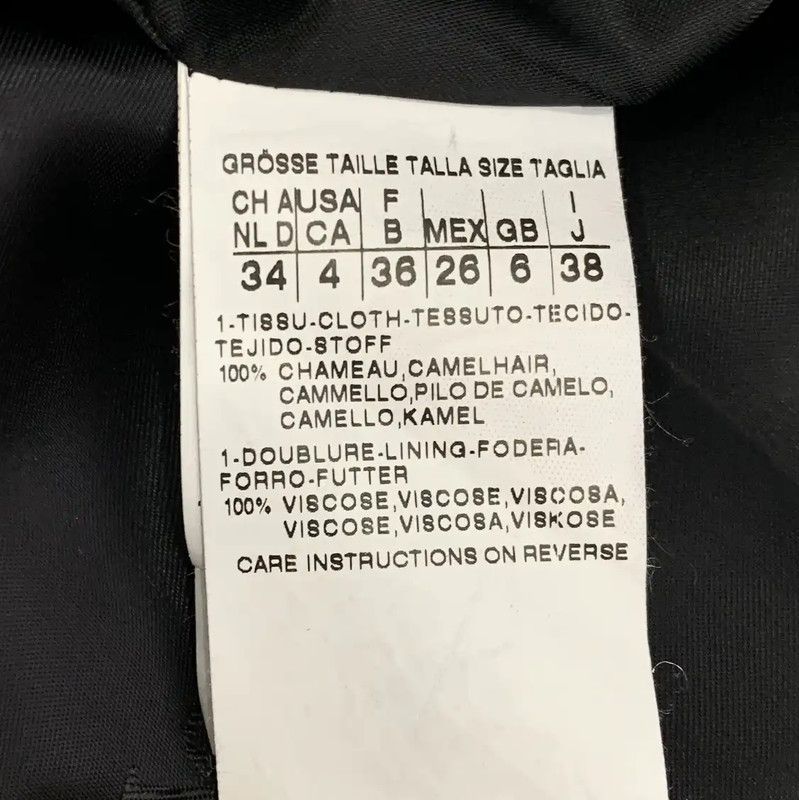 GRÖSSE TAILLE TALLA SIZE TAGLIA
CH A USA F I
NL D CA B MEX GB J
34 4 36 26 6 38
1-TISSU-CLOTH-TESSUTO-TECIDO-
TEJIDO-STOFF
100% CHAMEAU,CAMELHAIR,
CAMMELLO,PILO DE CAMELO,
CAMELLO,KAMEL
1-DOUBLURE-LINING-FODERA-
FORRO-FUTTER
100% VISCOSE,VISCOSE,VISCOSA,
VISCOSE,VISCOSA,VISKOSE
CARE INSTRUCTIONS ON REVERSE